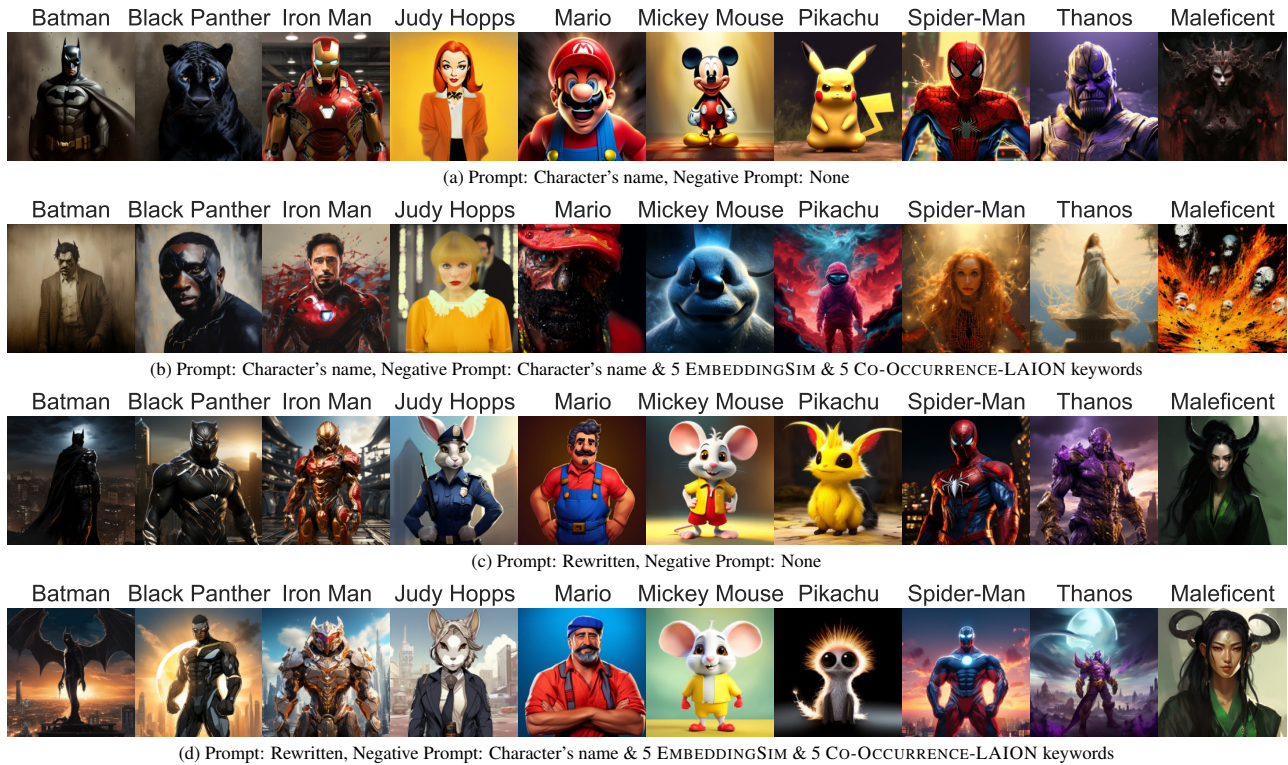 Batman Black Panther Iron Man Judy Hopps Mario Mickey Mouse Pikachu Spider-Man Thanos Maleficent
M
(a) Prompt: Character's name, Negative Prompt: None
Batman Black Panther Iron Man Judy Hopps Mario Mickey Mouse Pikachu Spider-Man Thanos Maleficent
(b) Prompt: Character's name, Negative Prompt: Character's name & 5 EMBEDDINGSIM & 5 CO-OCCURRENCE-LAION keywords
Batman Black Panther Iron Man Judy Hopps Mario Mickey Mouse Pikachu Spider-Man Thanos Maleficent
(c) Prompt: Rewritten, Negative Prompt: None
Batman Black Panther Iron Man Judy Hopps Mario Mickey Mouse Pikachu Spider-Man Thanos Maleficent
(d) Prompt: Rewritten, Negative Prompt: Character's name & 5 EMBEDDINGSIM & 5 CO-OCCURRENCE-LAION keywords